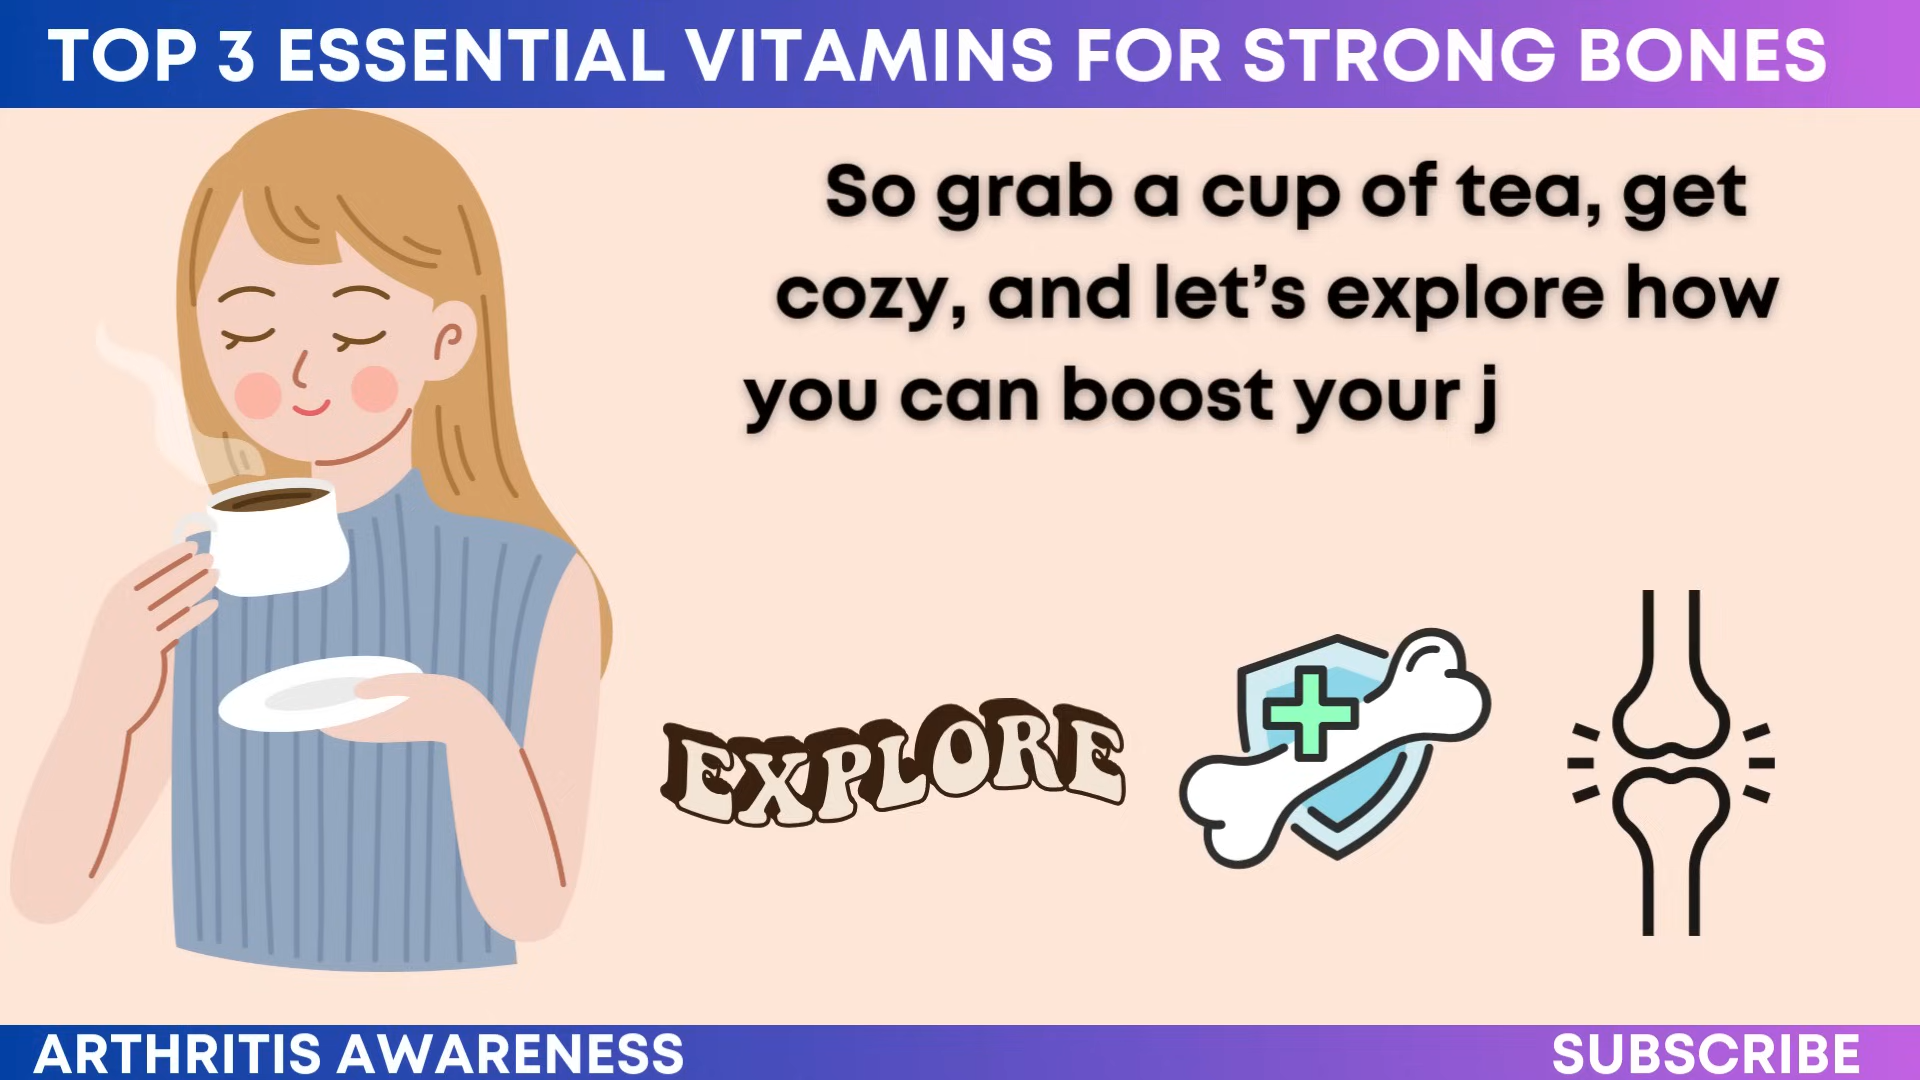 TOP 3 ESSENTIAL VITAMINS FOR STRONG BONES
So grab a cup of tea, get
cozy, and let’s explore how
you can boost your j
EXPLORE
ARTHRITIS AWARENESS
SUBSCRIBE